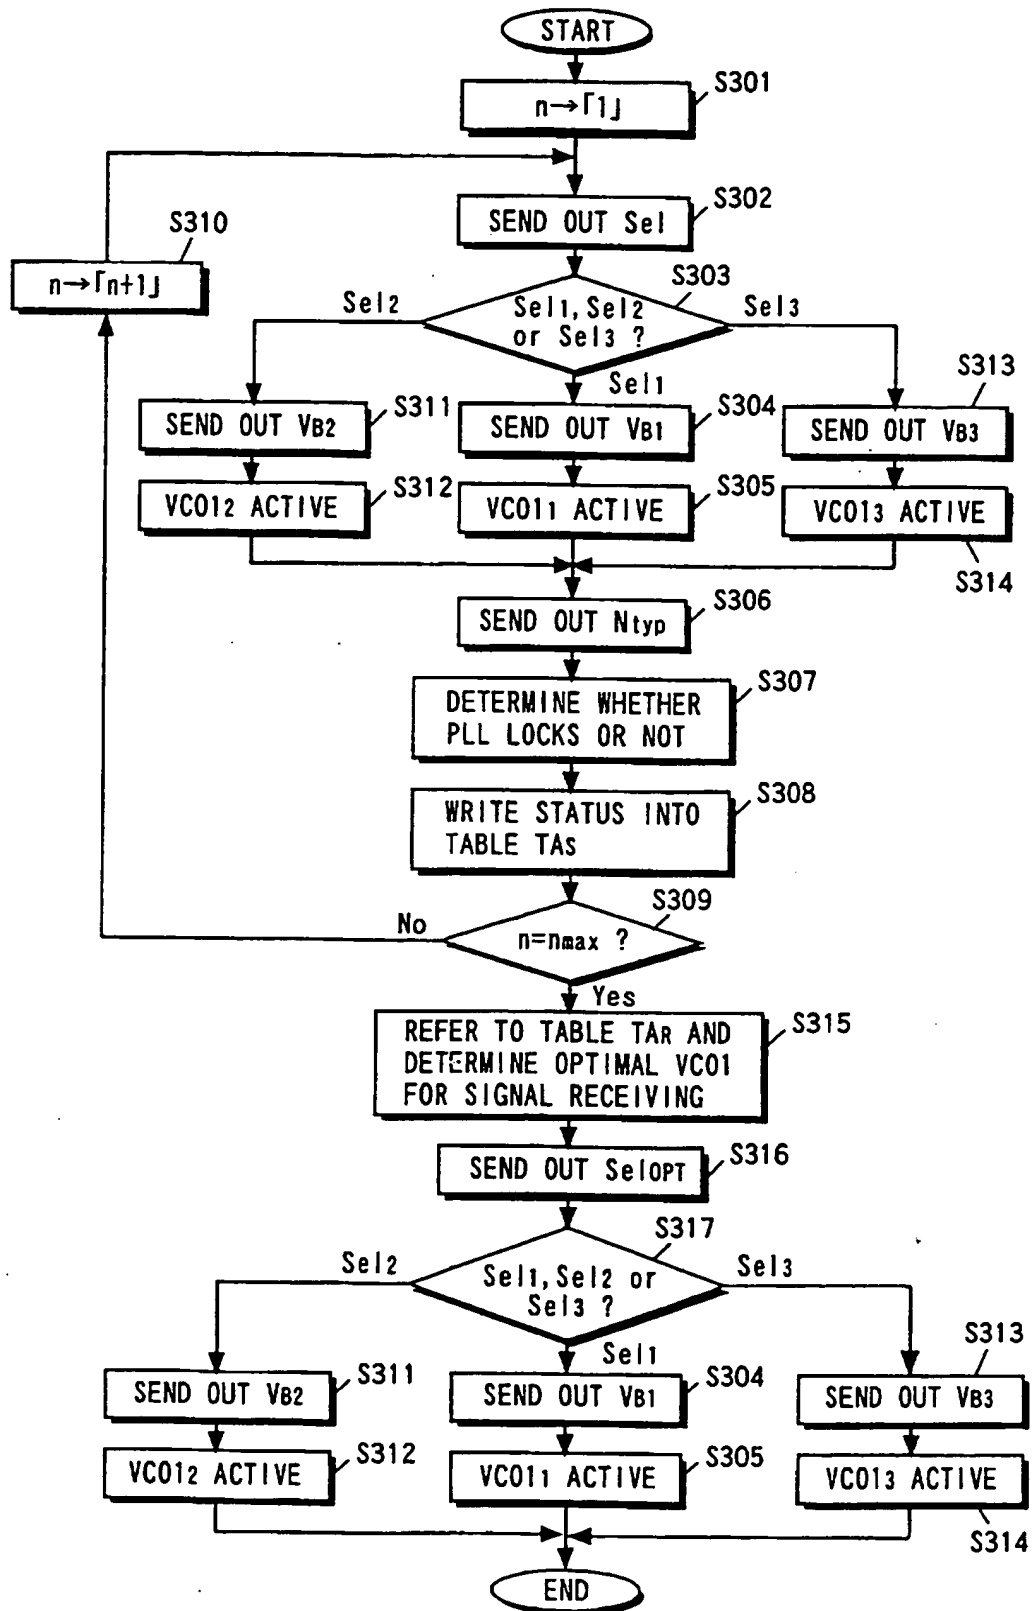 START
S301
n→「1」
S302
SEND OUT Sel
S310
n→「n+1」
S303
Sel1, Sel2
or Sel3 ?
Sel2
Sel3
Sel1
S311
SEND OUT VB2
S304
SEND OUT VB1
S313
SEND OUT VB3
S312
VCO12 ACTIVE
S305
VCO11 ACTIVE
VCO13 ACTIVE
S314
S306
SEND OUT Ntyp
S307
DETERMINE WHETHER
PLL LOCKS OR NOT
S308
WRITE STATUS INTO
TABLE TAS
S309
No
n=nmax ?
Yes
S315
REFER TO TABLE TAR AND
DETERMINE OPTIMAL VCO1
FOR SIGNAL RECEIVING
S316
SEND OUT SelOPT
S317
Sel2
Sel1, Sel2 or
Sel3 ?
Sel3
Sel1
S311
SEND OUT VB2
S304
SEND OUT VB1
S313
SEND OUT VB3
S312
VCO12 ACTIVE
S305
VCO11 ACTIVE
VCO13 ACTIVE
S314
END